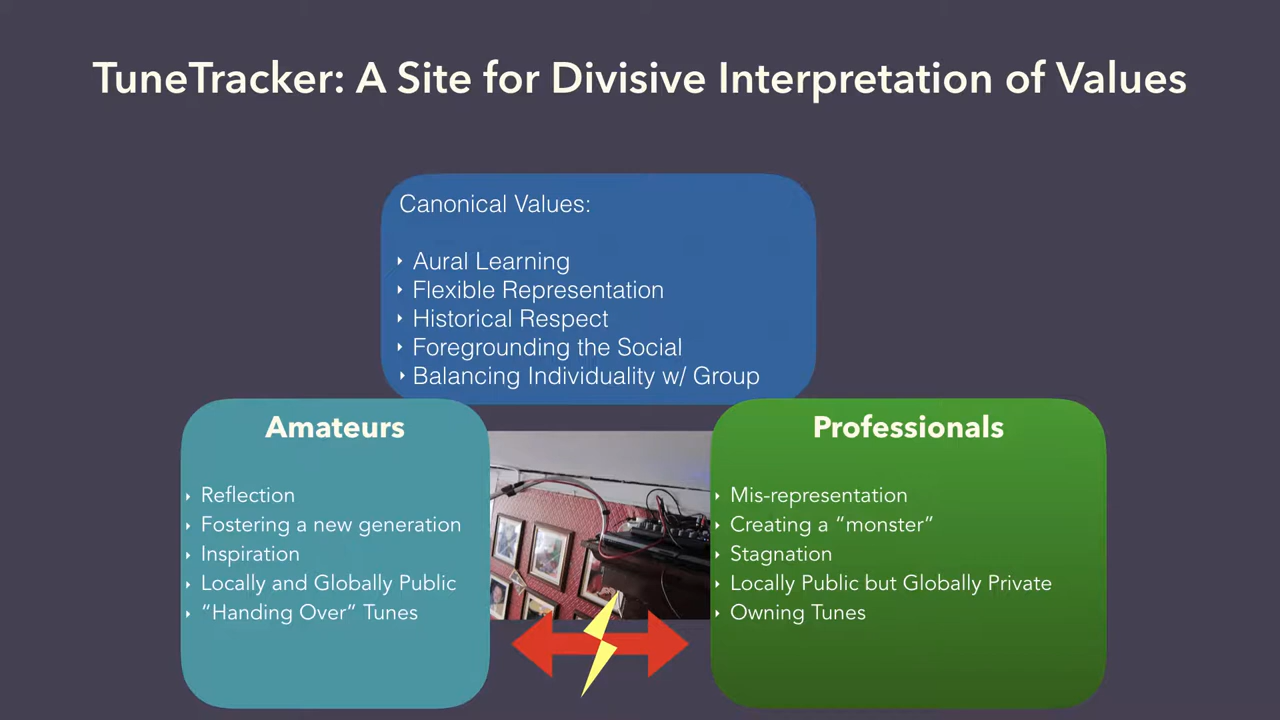 TuneTracker: A Site for Divisive Interpretation of Values
Canonical Values:
‣ Aural Learning
‣ Flexible Representation
‣ Historical Respect
‣ Foregrounding the Social
‣ Balancing Individuality w/ Group
Amateurs
‣ Reflection
‣ Fostering a new generation
‣ Inspiration
‣ Locally and Globally Public
‣ “Handing Over” Tunes
Professionals
‣ Mis-representation
‣ Creating a “monster”
‣ Stagnation
‣ Locally Public but Globally Private
‣ Owning Tunes